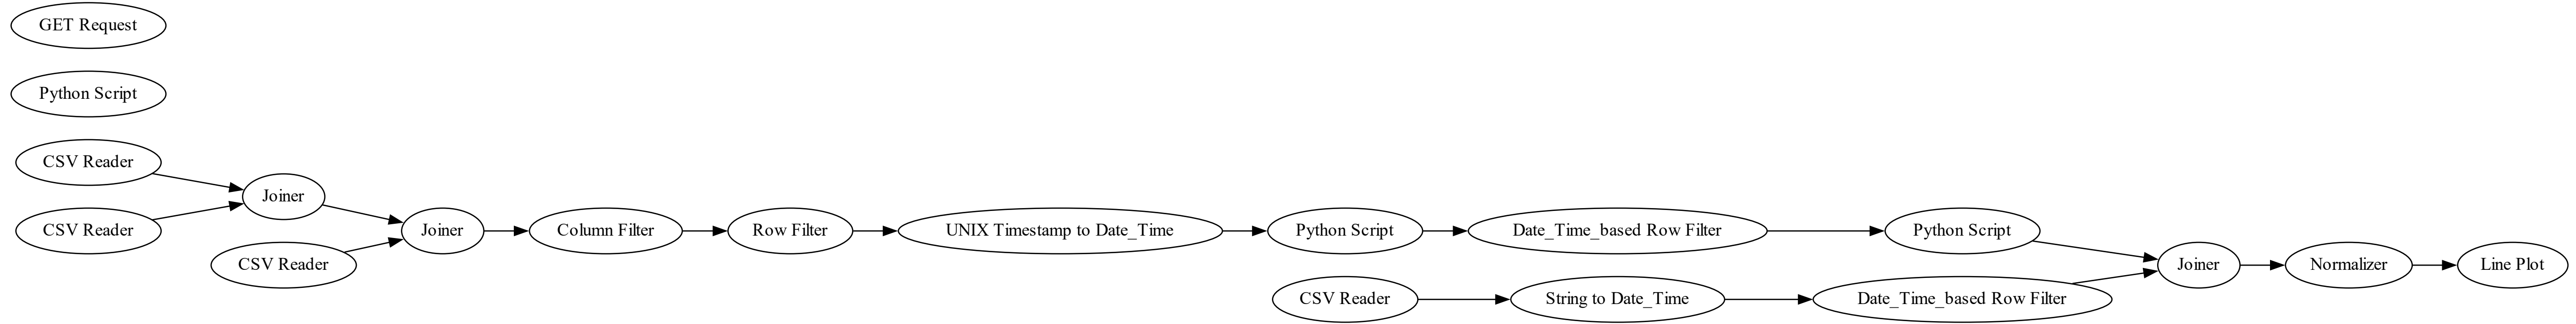 GET Request
Python Script
CSV Reader
CSV Reader
Joiner
CSV Reader
Joiner
Column Filter
Row Filter
UNIX Timestamp to Date_Time
Python Script
Date_Time_based Row Filter
Python Script
CSV Reader
String to Date_Time
Date_Time_based Row Filter
Joiner
Normalizer
Line Plot